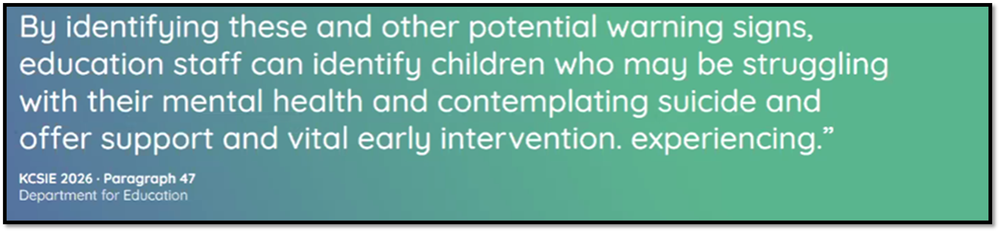 By identifying these and other potential warning signs,
education staff can identify children who may be struggling
with their mental health and contemplating suicide and
offer support and vital early intervention. experiencing.”
KCSIE 2026 · Paragraph 47
Department for Education